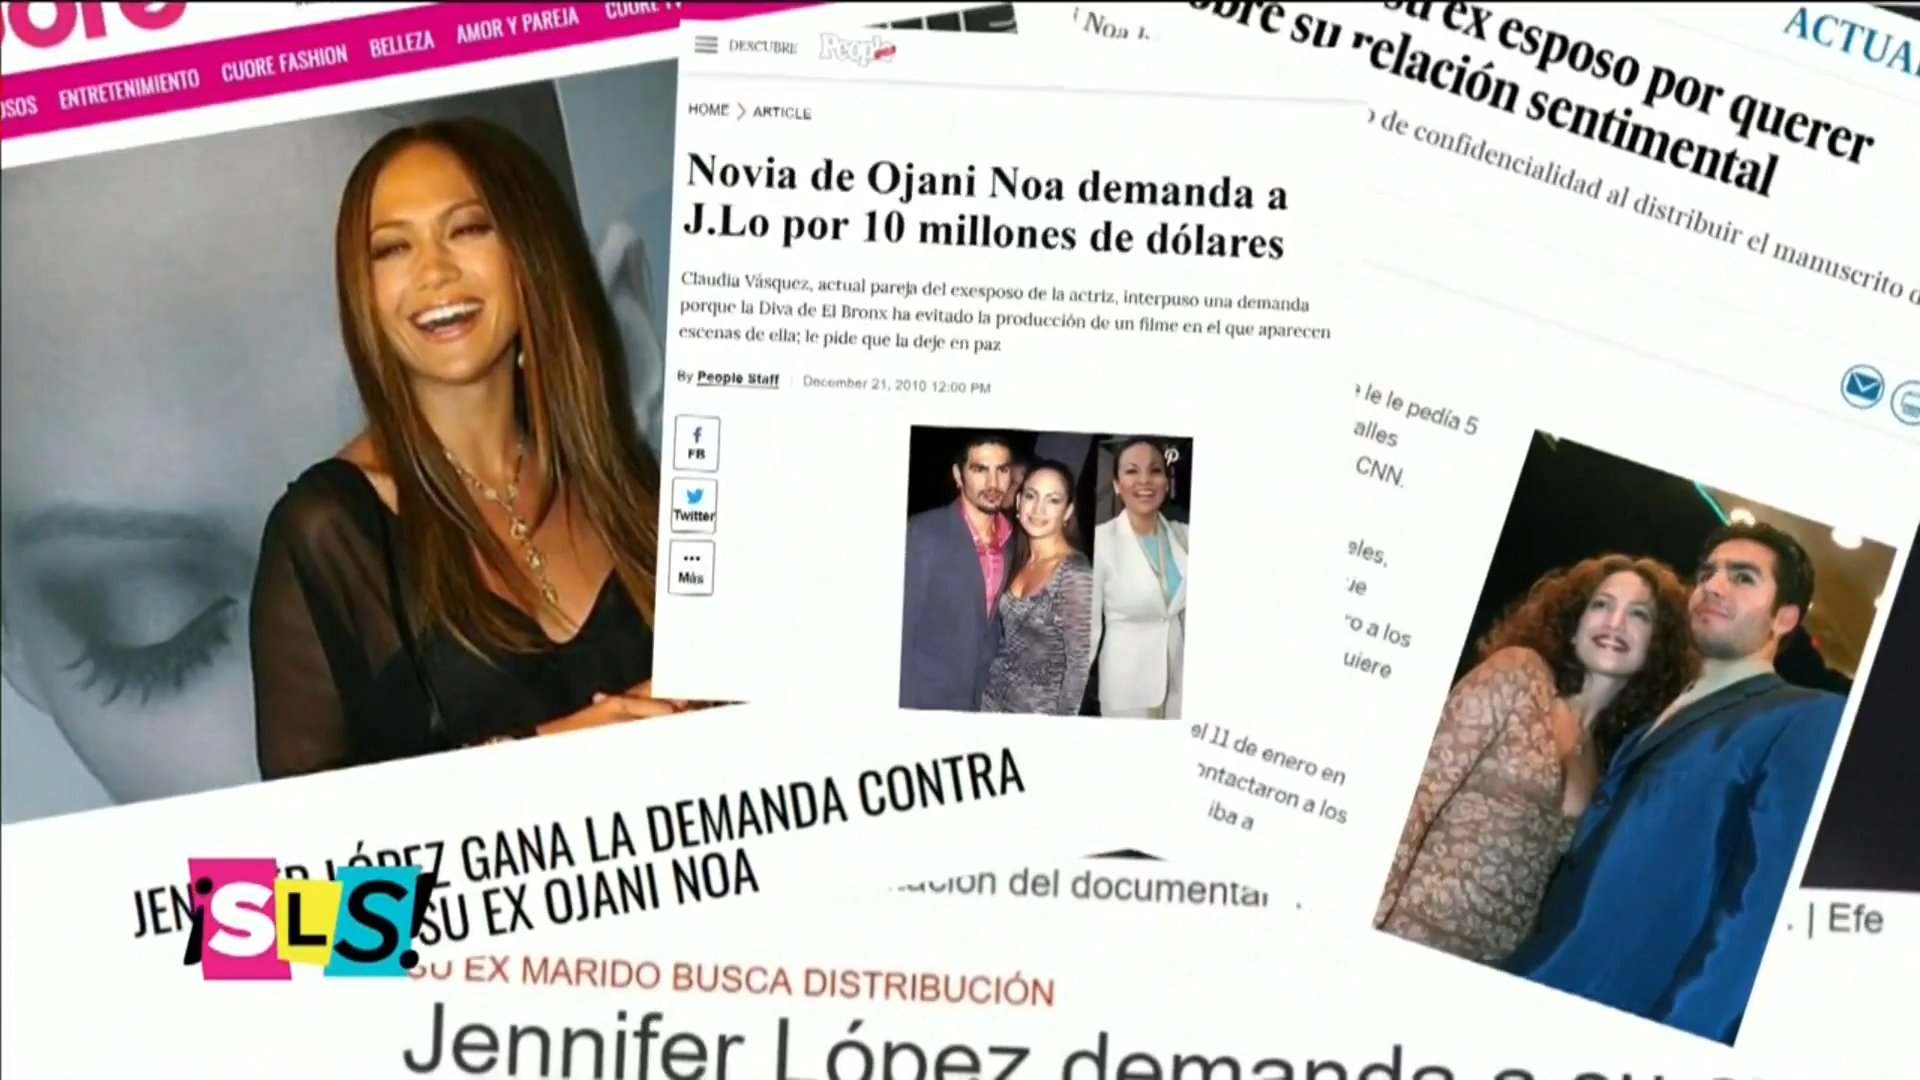 ENTRETENIMIENTO
CUORE FASHION
BELLEZA
AMOR Y PAREJA
DESCUBRE
People
HOME > ARTICLE
Novia de Ojani Noa demanda a
J.Lo por 10 millones de dólares
Claudia Vásquez, actual pareja del exesposo de la actriz, interpuso una demanda
porque la Diva de El Bronx ha evitado la producción de un filme en el que aparecen
escenas de ella; le pide que la deje en paz
By People Staff | December 21, 2010 12:00 PM
f
FB
Twitter
...
Más
ex esposo por querer
su relación sentimental
de confidencialidad al distribuir el manuscrito
le le pedía 5
CNN.
a los
el 11 de enero en
a los
iba a
GANA LA DEMANDA CONTRA
SU EX OJANI NOA
¡SLS!
del documental
| Efe
SU EX MARIDO BUSCA DISTRIBUCIÓN
Jennifer López demanda a su